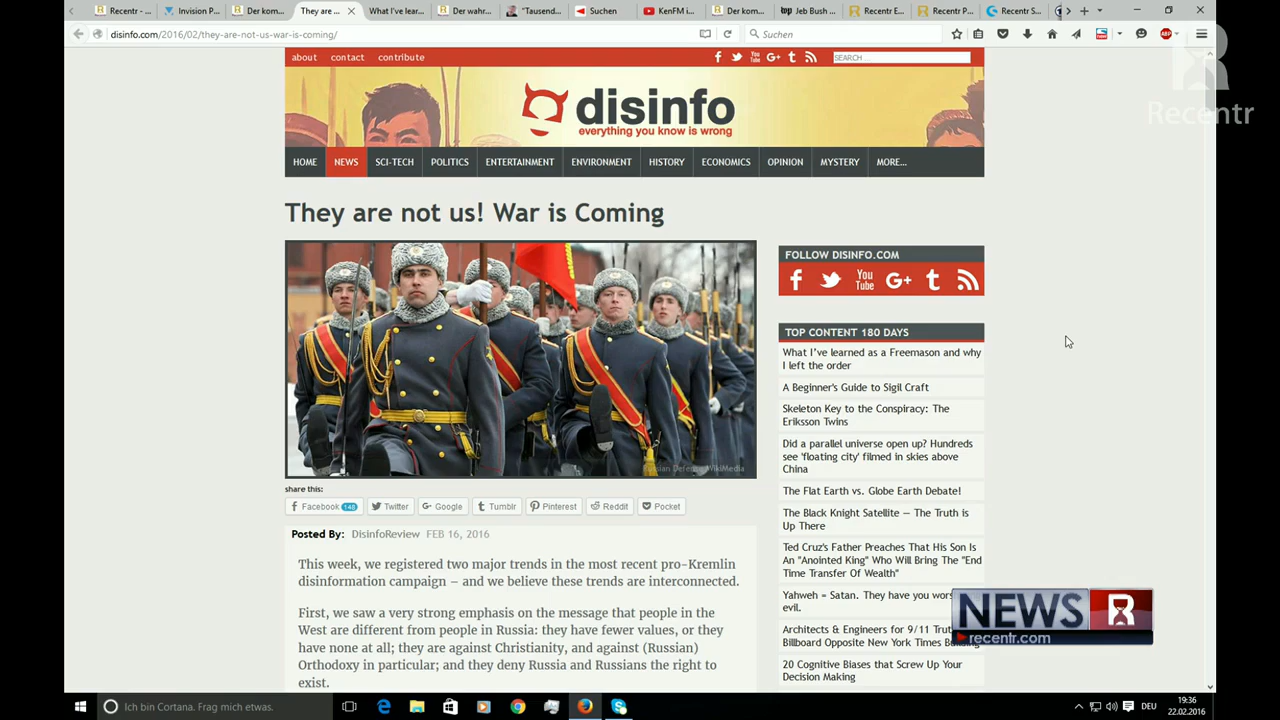 Recentr - ...
Invision P...
Der kom...
They are ...
What I've lear...
Der wahr...
"Tausend...
Suchen
KenFM i...
Der kom...
Jeb Bush ...
Recentr E...
Recentr P...
Recentr S...
disinfo.com/2016/02/they-are-not-us-war-is-coming/
Suchen
ABP
Recentr
about contact contribute
SEARCH ...
disinfo
everything you know is wrong
HOME NEWS SCI-TECH POLITICS ENTERTAINMENT ENVIRONMENT HISTORY ECONOMICS OPINION MYSTERY MORE...
They are not us! War is Coming
Russian Defense WikiMedia
share this:
Facebook 148 Twitter Google Tumblr Pinterest Reddit Pocket
Posted By: DisinfoReview FEB 16, 2016
This week, we registered two major trends in the most recent pro-Kremlin
disinformation campaign – and we believe these trends are interconnected.
First, we saw a very strong emphasis on the message that people in the
West are different from people in Russia: they have fewer values, or they
have none at all; they are against Christianity, and against (Russian)
Orthodoxy in particular; and they deny Russia and Russians the right to
exist.
FOLLOW DISINFO.COM
You Tube
TOP CONTENT 180 DAYS
What I've learned as a Freemason and why
I left the order
A Beginner's Guide to Sigil Craft
Skeleton Key to the Conspiracy: The
Eriksson Twins
Did a parallel universe open up? Hundreds
see 'floating city' filmed in skies above
China
The Flat Earth vs. Globe Earth Debate!
The Black Knight Satellite — The Truth is
Up There
Ted Cruz's Father Preaches That His Son Is
An "Anointed King" Who Will Bring The "End
Time Transfer Of Wealth"
Yahweh = Satan. They have you
evil.
Architects & Engineers for 9/11
Billboard Opposite New York Times
20 Cognitive Biases that Screw Up Your
Decision Making
NEWS R
recentr.com
Ich bin Cortana. Frag mich etwas.
DEU
19:36
22.02.2016